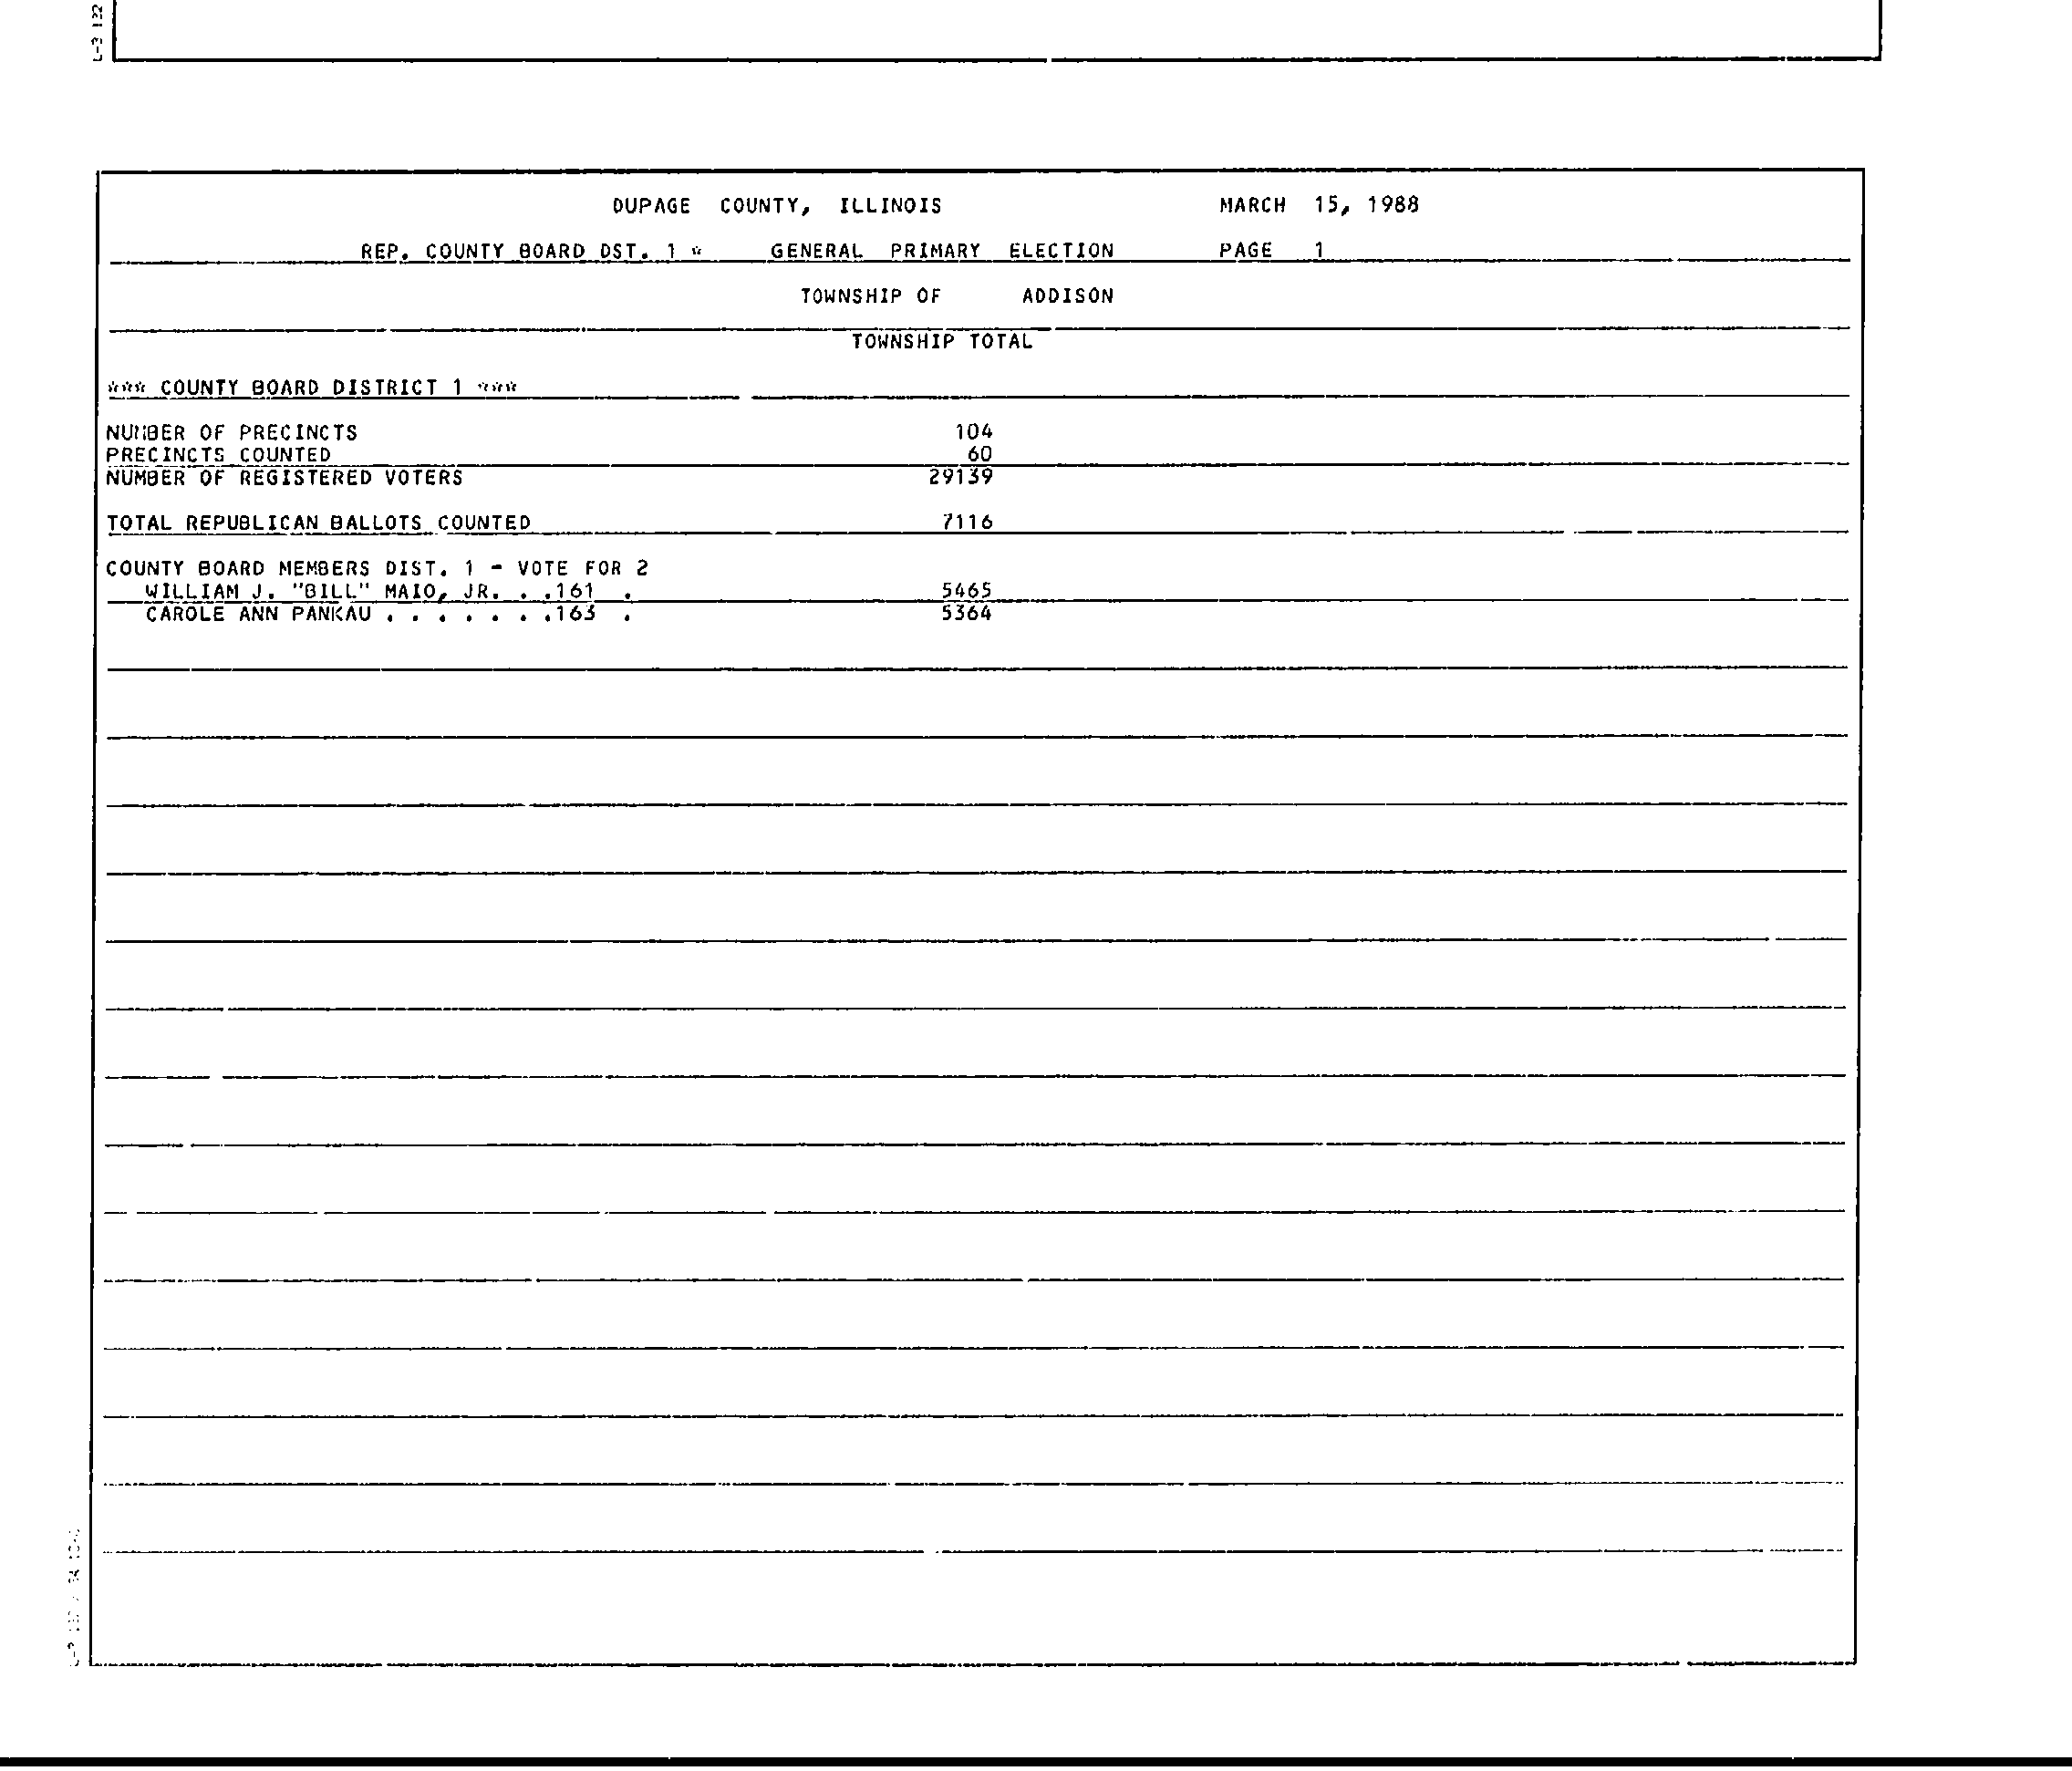 DUPAGE COUNTY, ILLINOIS MARCH 15, 1988
REP. COUNTY BOARD DST. 1 * GENERAL PRIMARY ELECTION PAGE 1
TOWNSHIP OF ADDISON
TOWNSHIP TOTAL
*** COUNTY BOARD DISTRICT 1 ***
NUMBER OF PRECINCTS 104
PRECINCTS COUNTED 60
NUMBER OF REGISTERED VOTERS 29139
TOTAL REPUBLICAN BALLOTS COUNTED 7116
COUNTY BOARD MEMBERS DIST. 1 - VOTE FOR 2
WILLIAM J. "BILL" MAIO, JR. . .161 . 5465
CAROLE ANN PANKAU . . . . . . .163 . 5364